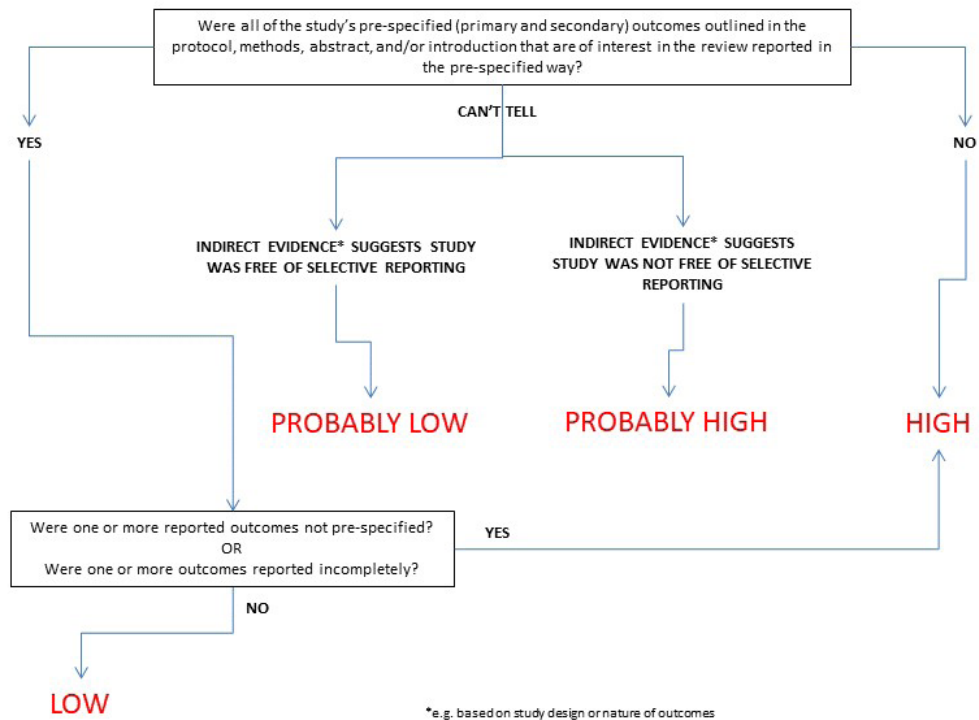 Were all of the study's pre-specified (primary and secondary) outcomes outlined in the
protocol, methods, abstract, and/or introduction that are of interest in the review reported in
the pre-specified way?
CAN'T TELL
YES
NO
INDIRECT EVIDENCE* SUGGESTS STUDY
WAS FREE OF SELECTIVE REPORTING
INDIRECT EVIDENCE* SUGGESTS
STUDY WAS NOT FREE OF SELECTIVE
REPORTING
PROBABLY LOW
PROBABLY HIGH
HIGH
Were one or more reported outcomes not pre-specified?
OR
Were one or more outcomes reported incompletely?
YES
NO
LOW
*e.g. based on study design or nature of outcomes